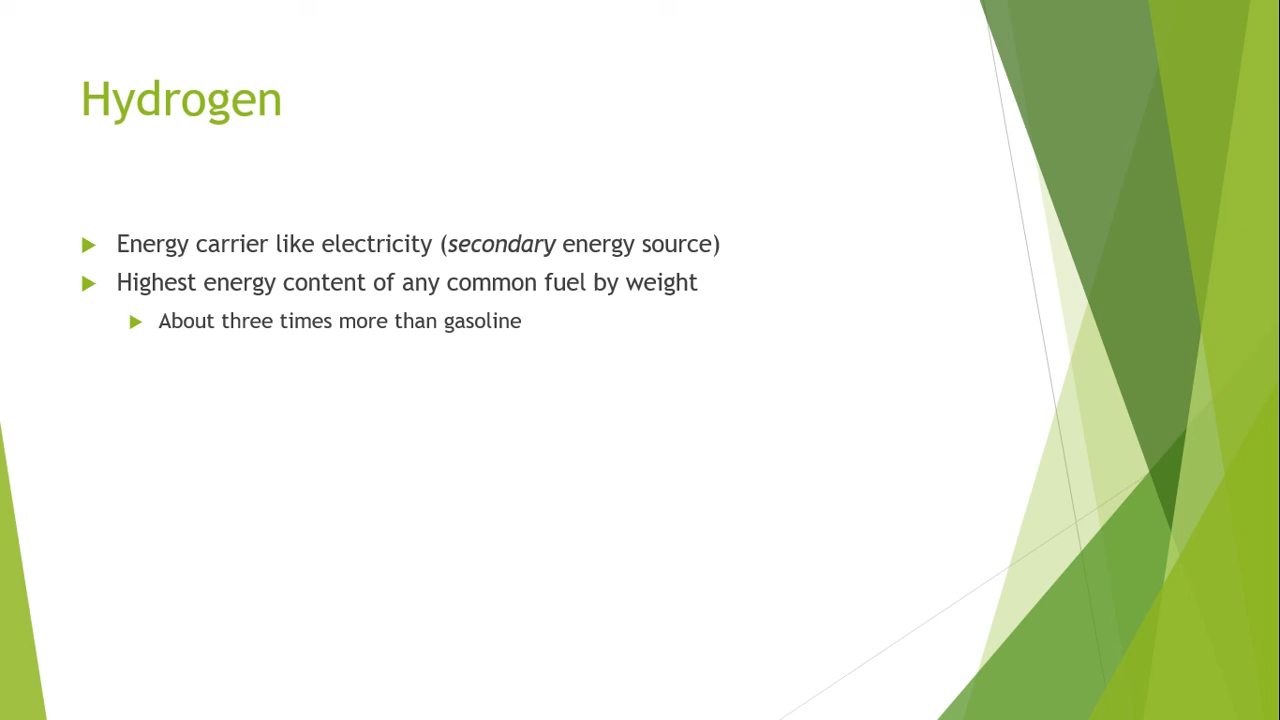 Hydrogen
Energy carrier like electricity (secondary energy source)
Highest energy content of any common fuel by weight
About three times more than gasoline